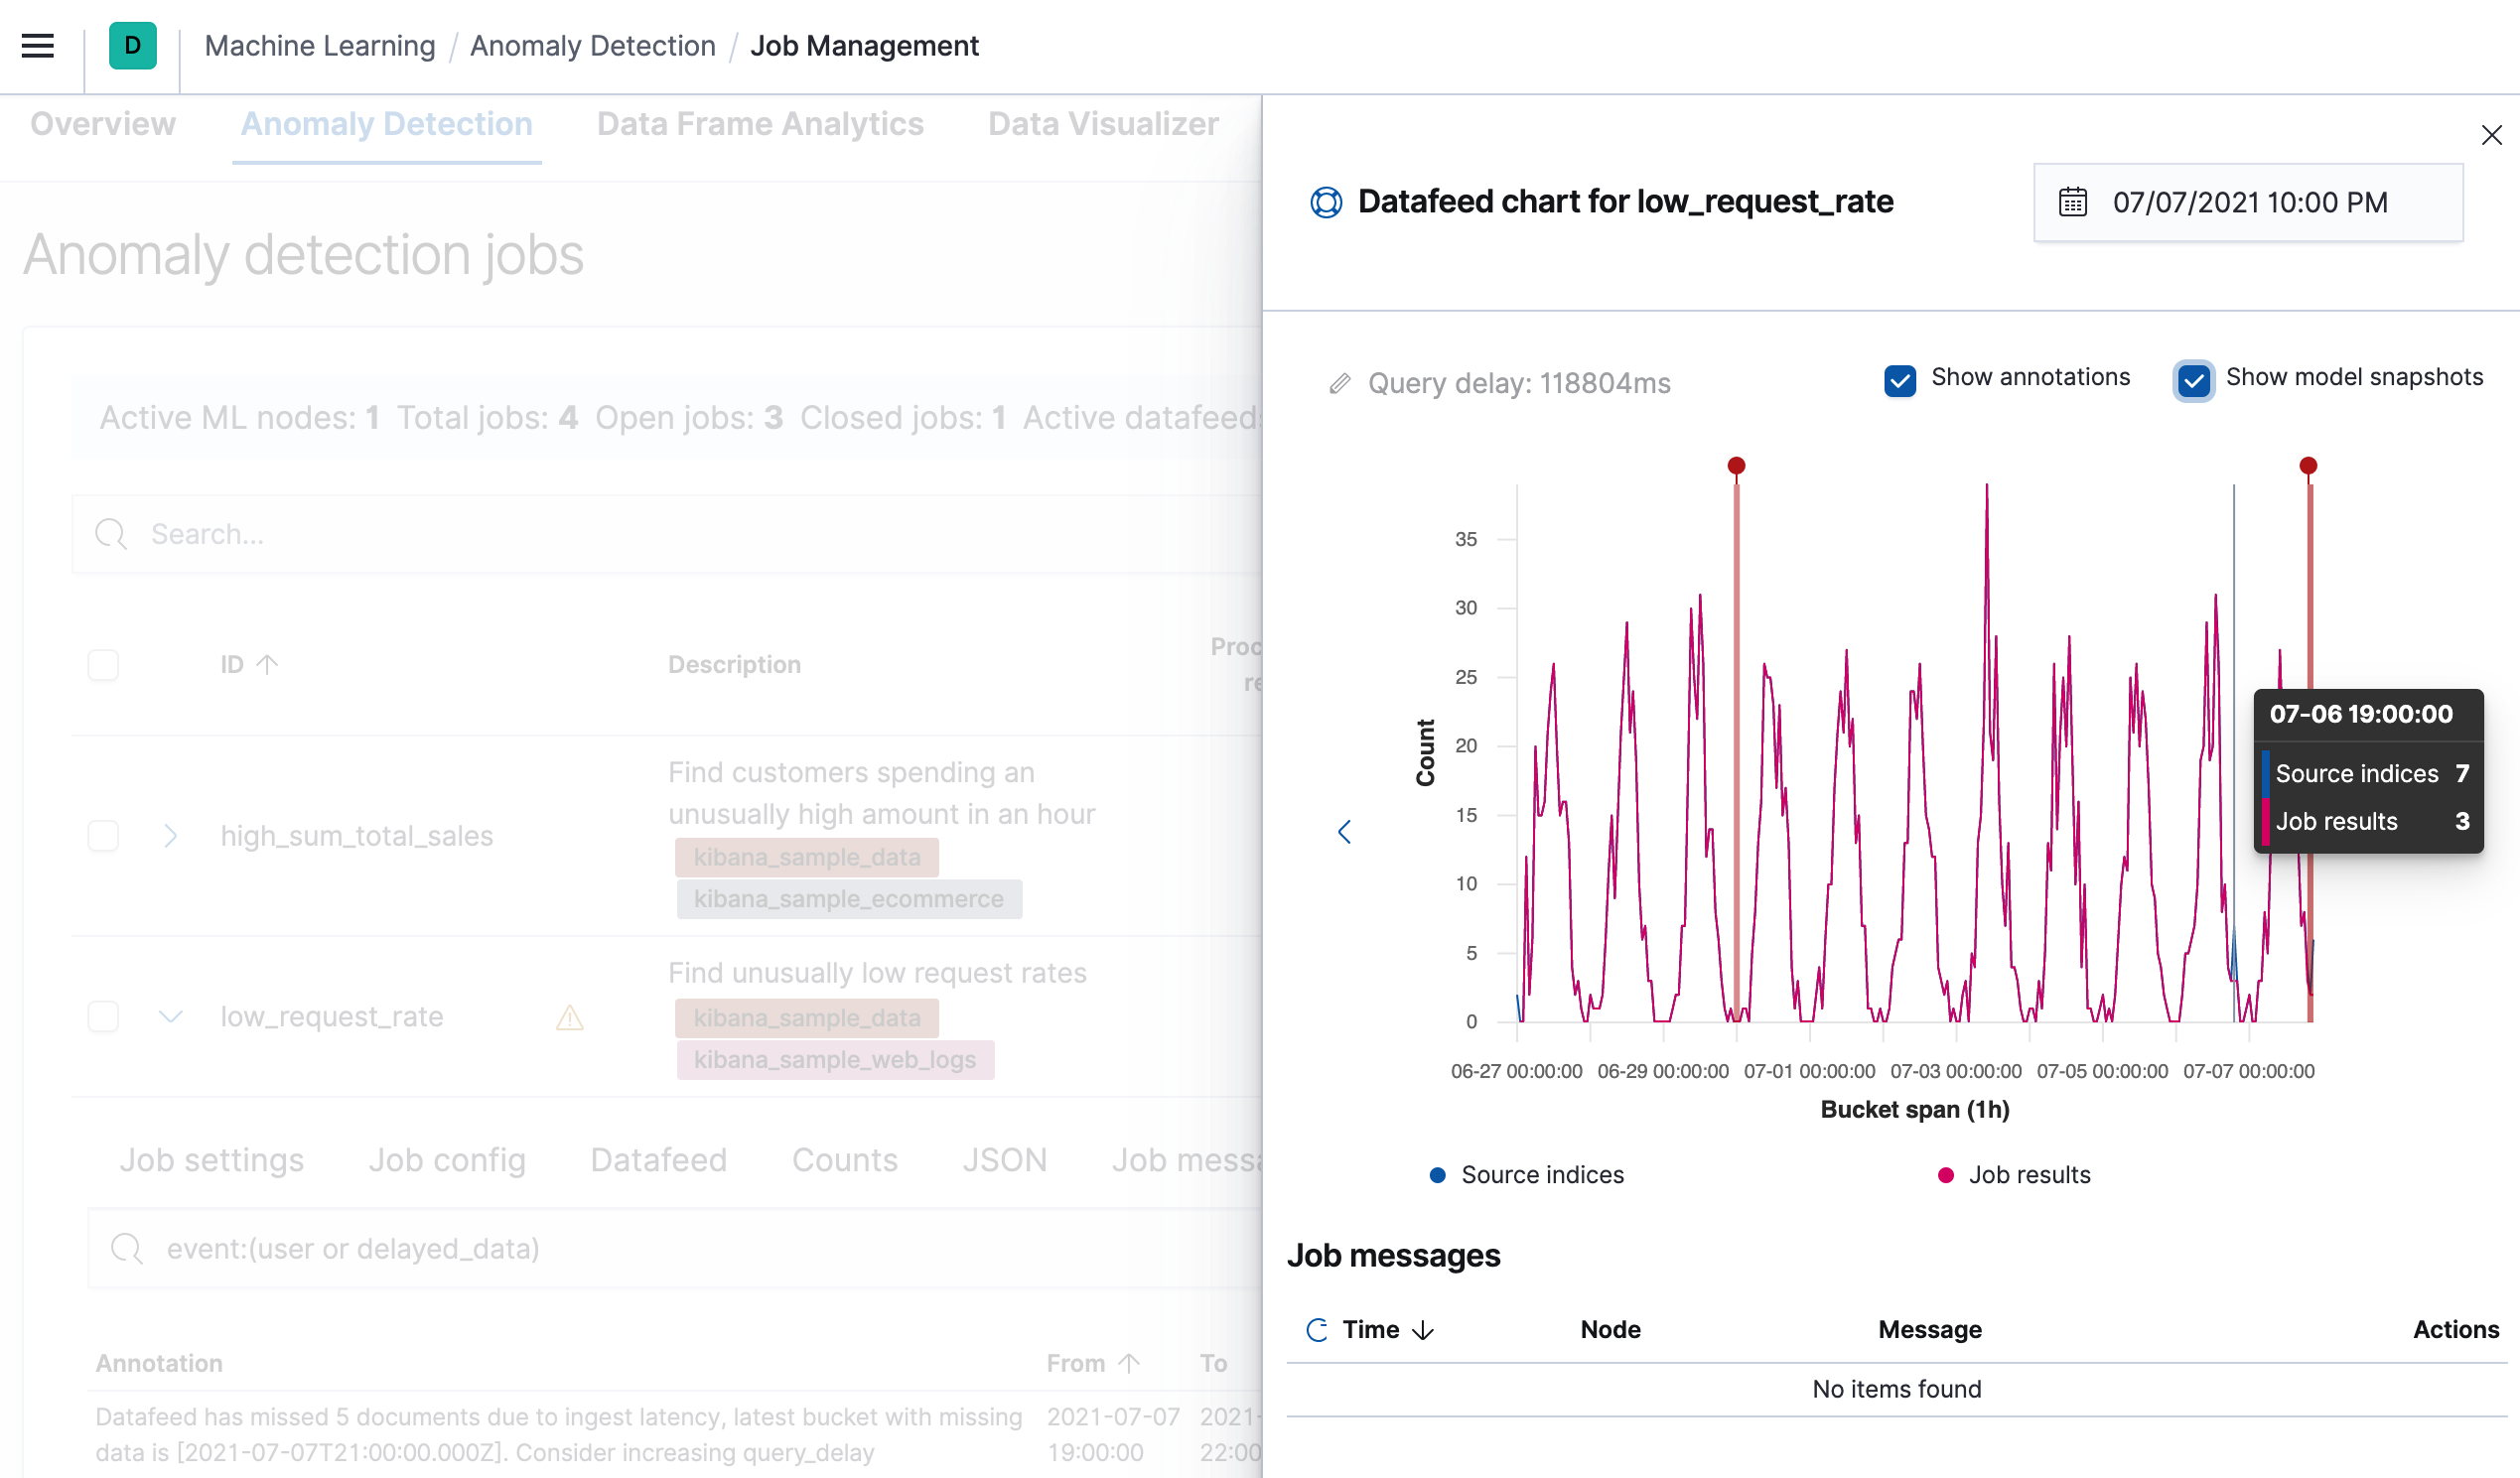 D
Machine Learning / Anomaly Detection / Job Management
Overview Anomaly Detection Data Frame Analytics Data Visualizer
Anomaly detection jobs
Active ML nodes: 1 Total jobs: 4 Open jobs: 3 Closed jobs: 1 Active datafeeds
Search...
ID Description
high_sum_total_sales
Find customers spending an
unusually high amount in an hour
kibana_sample_data
kibana_sample_ecommerce
low_request_rate
Find unusually low request rates
kibana_sample_data
kibana_sample_web_logs
Job settings Job config Datafeed Counts JSON Job messa
event:(user or delayed_data)
Annotation From To
Datafeed has missed 5 documents due to ingest latency, latest bucket with missing
data is [2021-07-07T21:00:00.000Z]. Consider increasing query_delay
2021-07-07
19:00:00
2021-
22:00
Datafeed chart for low_request_rate
07/07/2021 10:00 PM
Query delay: 118804ms
Show annotations
Show model snapshots
Count
35
30
25
20
15
10
5
0
07-06 19:00:00
Source indices 7
Job results 3
06-27 00:00:00 06-29 00:00:00 07-01 00:00:00 07-03 00:00:00 07-05 00:00:00 07-07 00:00:00
Bucket span (1h)
Source indices
Job results
Job messages
Time Node Message Actions
No items found